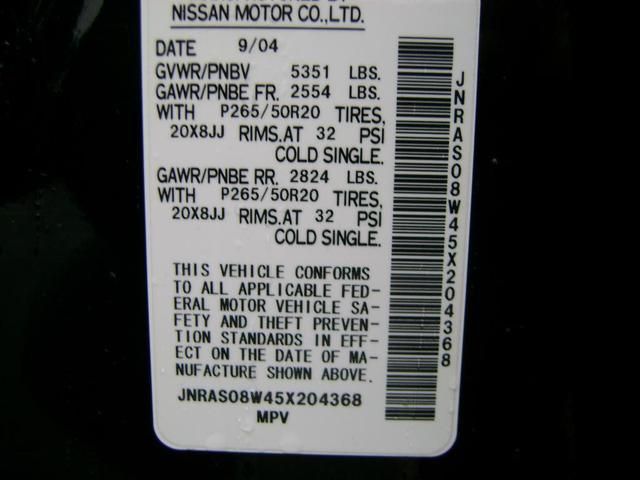 NISSAN MOTOR CO., LTD.
DATE 9/04
GVWR/PNBV 5351 LBS.
GAWR/PNBE FR. 2554 LBS.
WITH P265/50R20 TIRES,
20X8JJ RIMS. AT 32 PSI
COLD SINGLE.
GAWR/PNBE RR. 2824 LBS.
WITH P265/50R20 TIRES,
20X8JJ RIMS. AT 32 PSI
COLD SINGLE.
THIS VEHICLE CONFORMS
TO ALL APPLICABLE FED-
ERAL MOTOR VEHICLE SA-
FETY AND THEFT PREVEN-
TION STANDARDS IN EFF-
ECT ON THE DATE OF MA-
NUFACTURE SHOWN ABOVE.
JNRAS08W45X204368
MPV
JNRAS08W45X204368